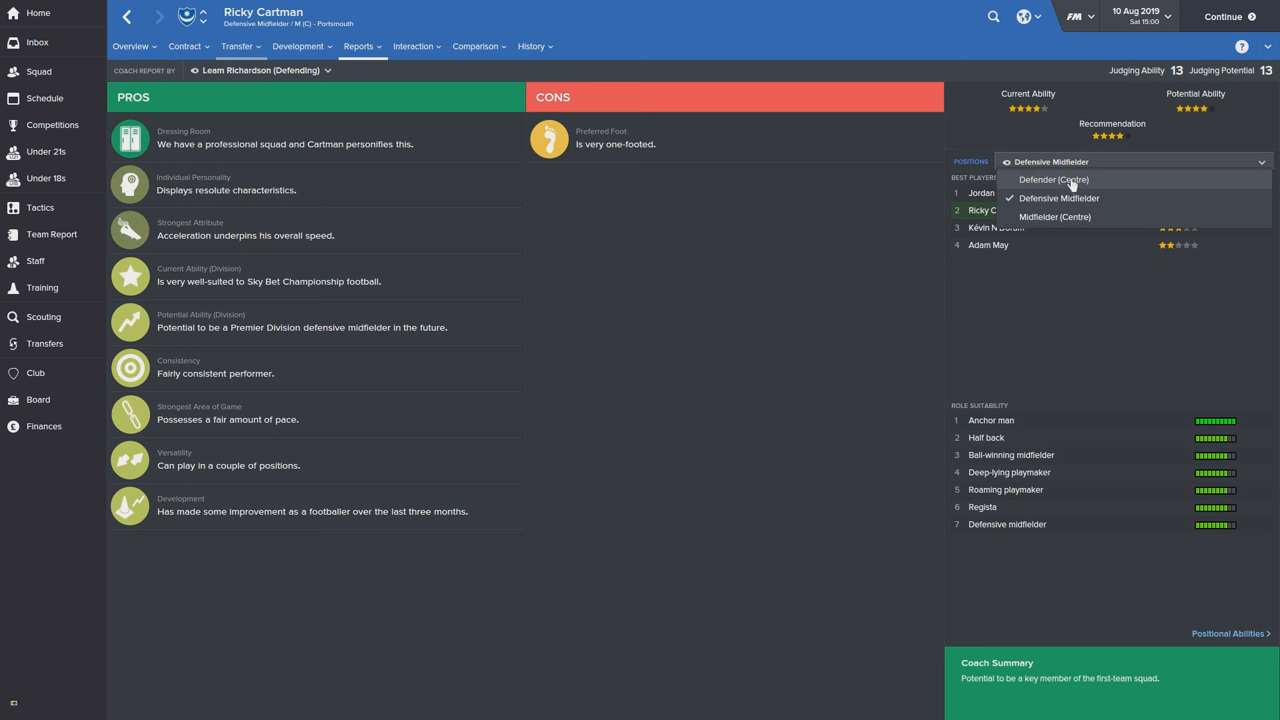 Home
Inbox
Squad
Schedule
Competitions
Under 21s
Under 18s
Tactics
Team Report
Staff
Training
Scouting
Transfers
Club
Board
Finances
Ricky Cartman
Defensive Midfielder / M (C) - Portsmouth
FM
10 Aug 2019
Sat 15:00
Continue
Overview
Contract
Transfer
Development
Reports
Interaction
Comparison
History
?
COACH REPORT BY
Leam Richardson (Defending)
Judging Ability 13 Judging Potential 13
PROS
Dressing Room
We have a professional squad and Cartman personifies this.
Individual Personality
Displays resolute characteristics.
Strongest Attribute
Acceleration underpins his overall speed.
Current Ability (Division)
Is very well-suited to Sky Bet Championship football.
Potential Ability (Division)
Potential to be a Premier Division defensive midfielder in the future.
Consistency
Fairly consistent performer.
Strongest Area of Game
Possesses a fair amount of pace.
Versatility
Can play in a couple of positions.
Development
Has made some improvement as a footballer over the last three months.
CONS
Preferred Foot
Is very one-footed.
Current Ability
Potential Ability
Recommendation
POSITIONS
Defensive Midfielder
Defender (Centre)
Defensive Midfielder
Midfielder (Centre)
BEST PLAYERS
1 Jordan
2 Ricky C
3
4 Adam May
ROLE SUITABILITY
1 Anchor man
2 Half back
3 Ball-winning midfielder
4 Deep-lying playmaker
5 Roaming playmaker
6 Regista
7 Defensive midfielder
Positional Abilities
Coach Summary
Potential to be a key member of the first-team squad.